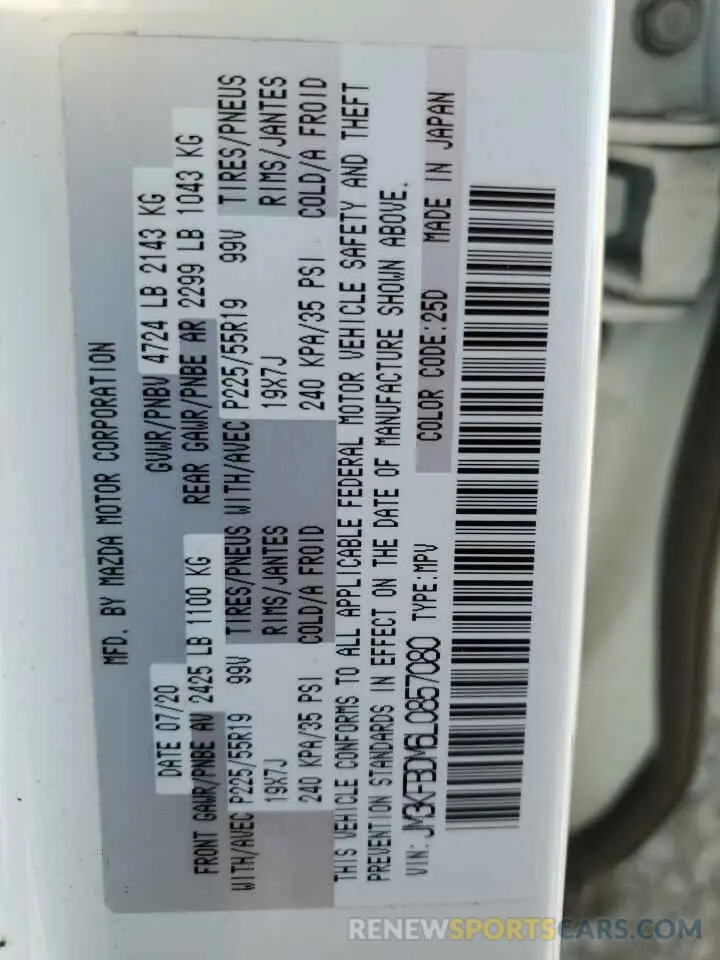 MFD. BY MAZDA MOTOR CORPORATION
DATE 07/20 GVWR/PNBV 4724 LB 2143 KG
FRONT GAWR/PNBE AV 2425 LB 1100 KG REAR GAWR/PNBE AR 2299 LB 1043 KG
WITH/AVEC P225/55R19 99V TIRES/PNEUS WITH/AVEC P225/55R19 99V TIRES/PNEUS
19X7J RIMS/JANTES 19X7J RIMS/JANTES
240 KPA/35 PSI COLD/A FROID 240 KPA/35 PSI COLD/A FROID
THIS VEHICLE CONFORMS TO ALL APPLICABLE FEDERAL MOTOR VEHICLE SAFETY AND THEFT
PREVENTION STANDARDS IN EFFECT ON THE DATE OF MANUFACTURE SHOWN ABOVE.
VIN: JM3KFBDM6L0857080 TYPE:MPV COLOR CODE:25D MADE IN JAPAN
RENEWSPORTSCARS.COM